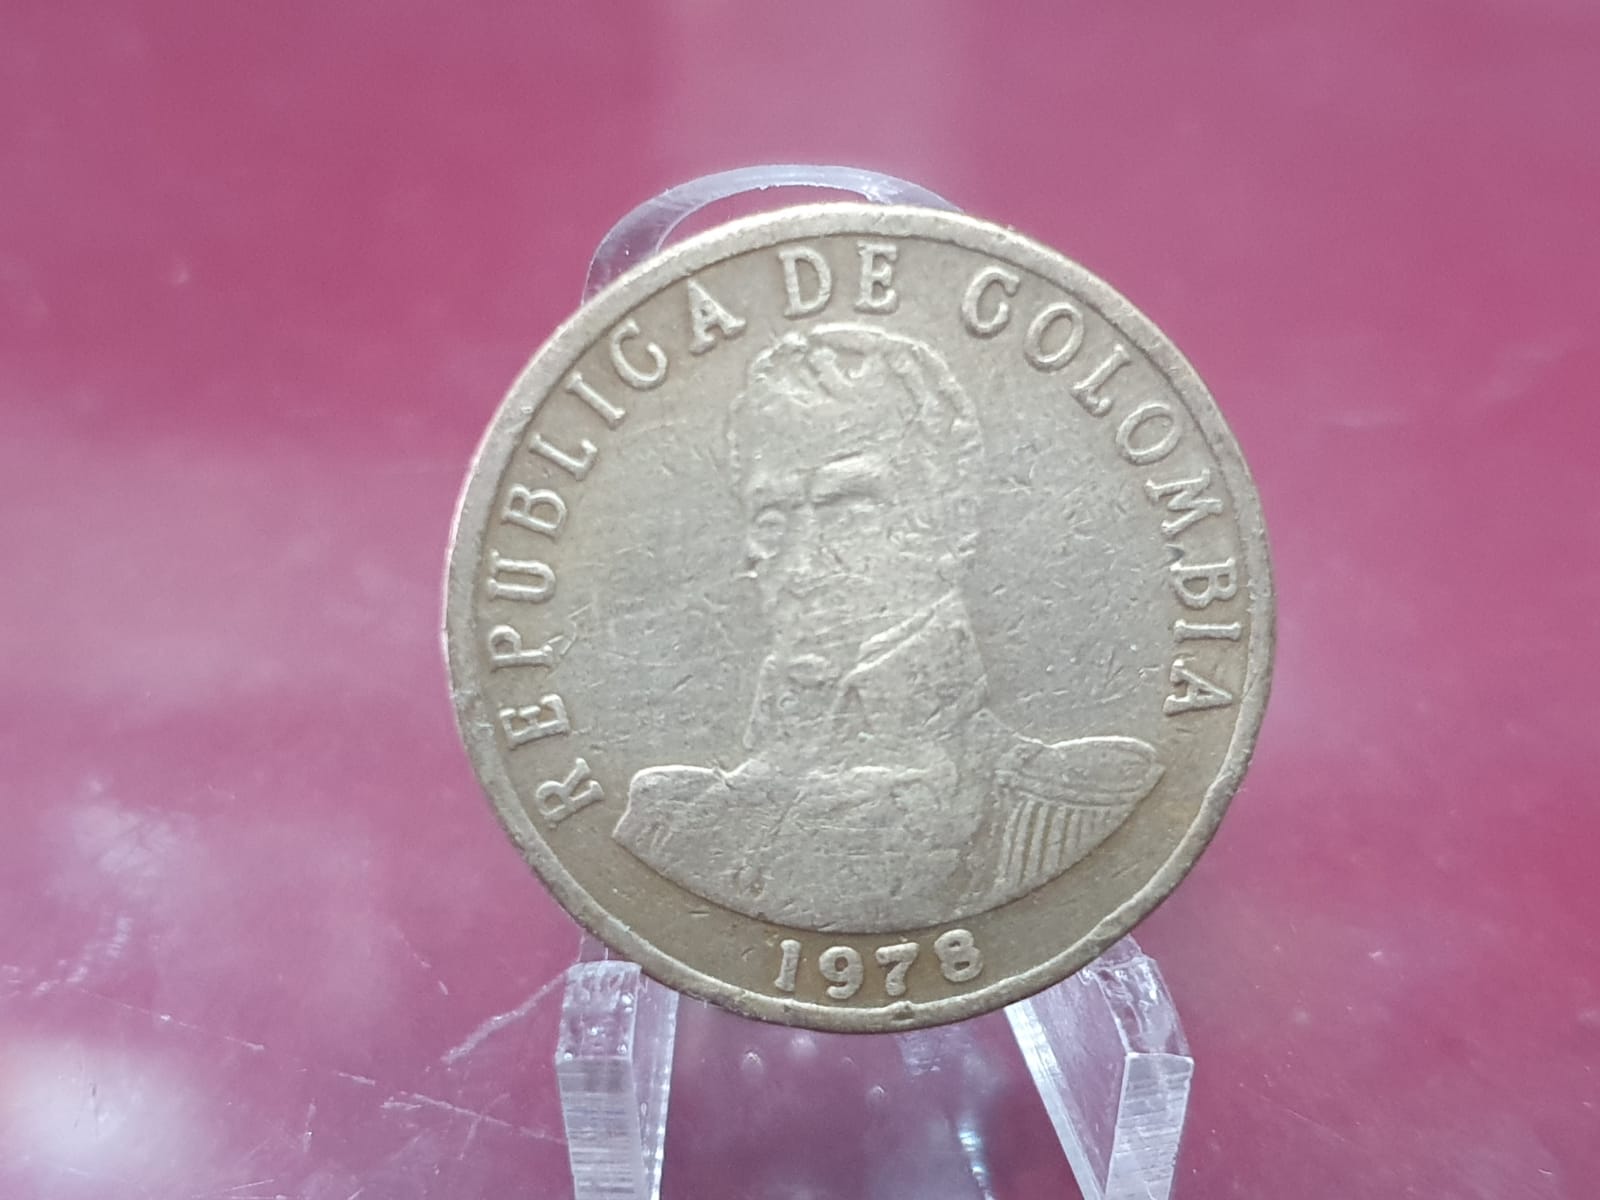 REPUBLICA DE COLOMBIA
1978